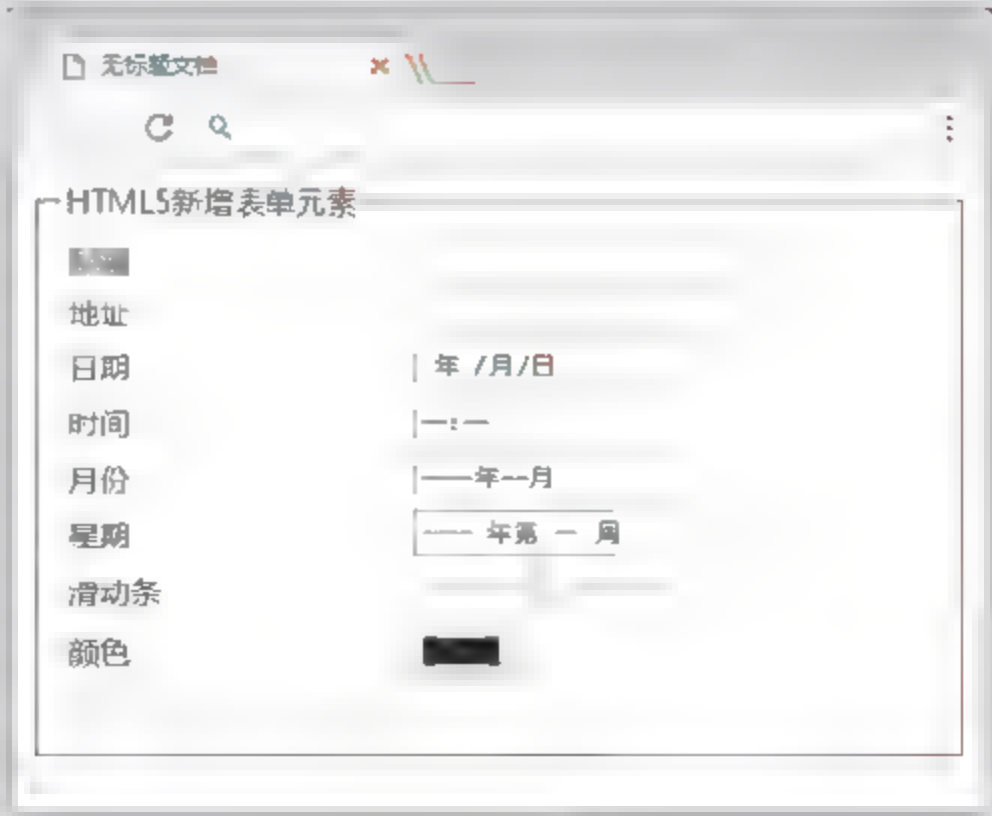 无标题文档
HTML5新增表单元素
地址
日期 年 /月/日
时间 --:--
月份 ----年--月
星期 ---- 年第 -- 周
滑动条
颜色